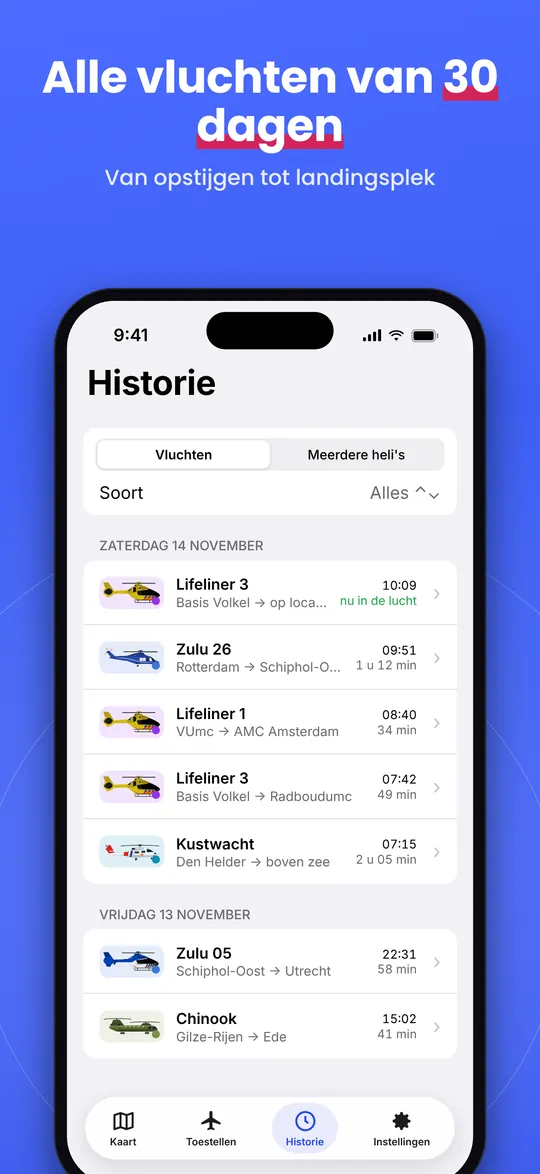 Alle vluchten van 30
dagen
Van opstijgen tot landingsplek
9:41
Historie
Vluchten
Meerdere heli's
Soort
Alles
ZATERDAG 14 NOVEMBER
Lifeliner 3
10:09
Basis Volkel → op loca...
nu in de lucht
Zulu 26
09:51
Rotterdam → Schiphol-O...
1 u 12 min
Lifeliner 1
08:40
VUmc → AMC Amsterdam
34 min
Lifeliner 3
07:42
Basis Volkel → Radboudumc
49 min
Kustwacht
07:15
Den Helder → boven zee
2 u 05 min
VRIJDAG 13 NOVEMBER
Zulu 05
22:31
Schiphol-Oost → Utrecht
58 min
Chinook
15:02
Gilze-Rijen → Ede
41 min
Kaart
Toestellen
Historie
Instellingen